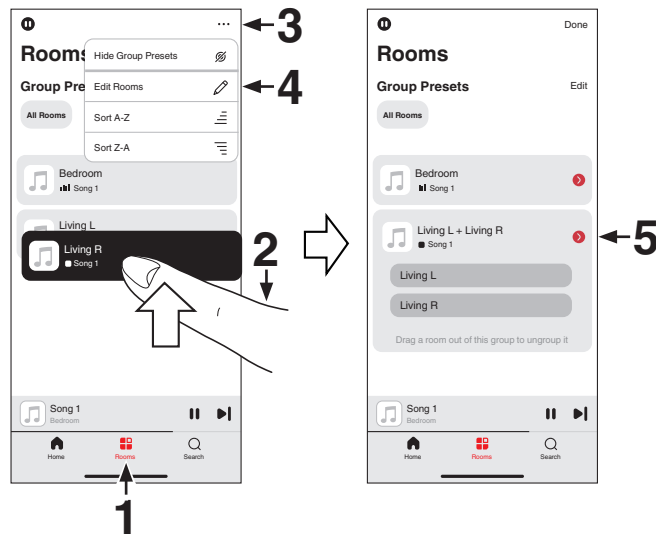 3
Rooms
Hide Group Presets
Edit Rooms
4
Group Pre
Sort A-Z
All Rooms
Sort Z-A
Bedroom
Song 1
Living L
Living R
Song 1
2
Song 1
Bedroom
Home
Rooms
Search
1
Done
Rooms
Group Presets
Edit
All Rooms
Bedroom
Song 1
Living L + Living R
Song 1
5
Living L
Living R
Drag a room out of this group to ungroup it
Song 1
Bedroom
Home
Rooms
Search